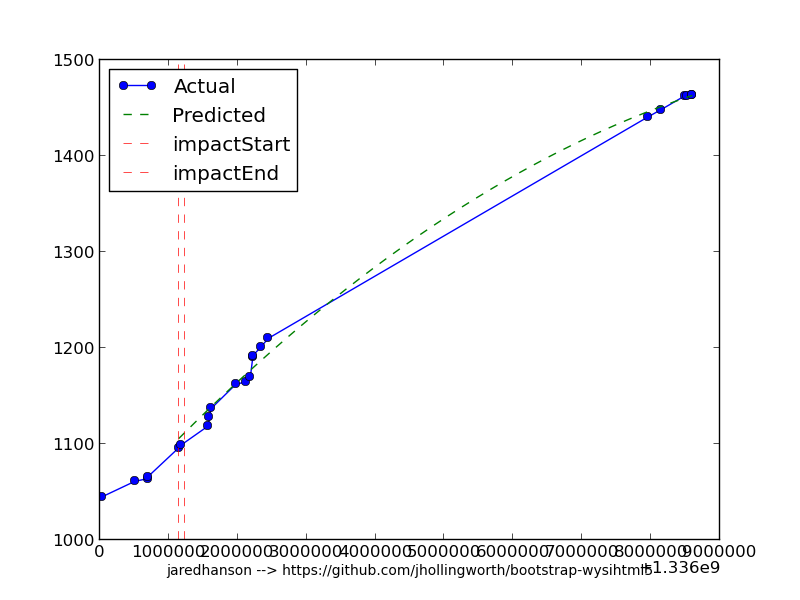 1500
1400
1300
1200
1100
1000
Actual
Predicted
impactStart
impactEnd
0 1000000 2000000 3000000 4000000 5000000 6000000 7000000 8000000 9000000
+1.336e9
jaredhanson --> https://github.com/jhollingworth/bootstrap-wysihtml5